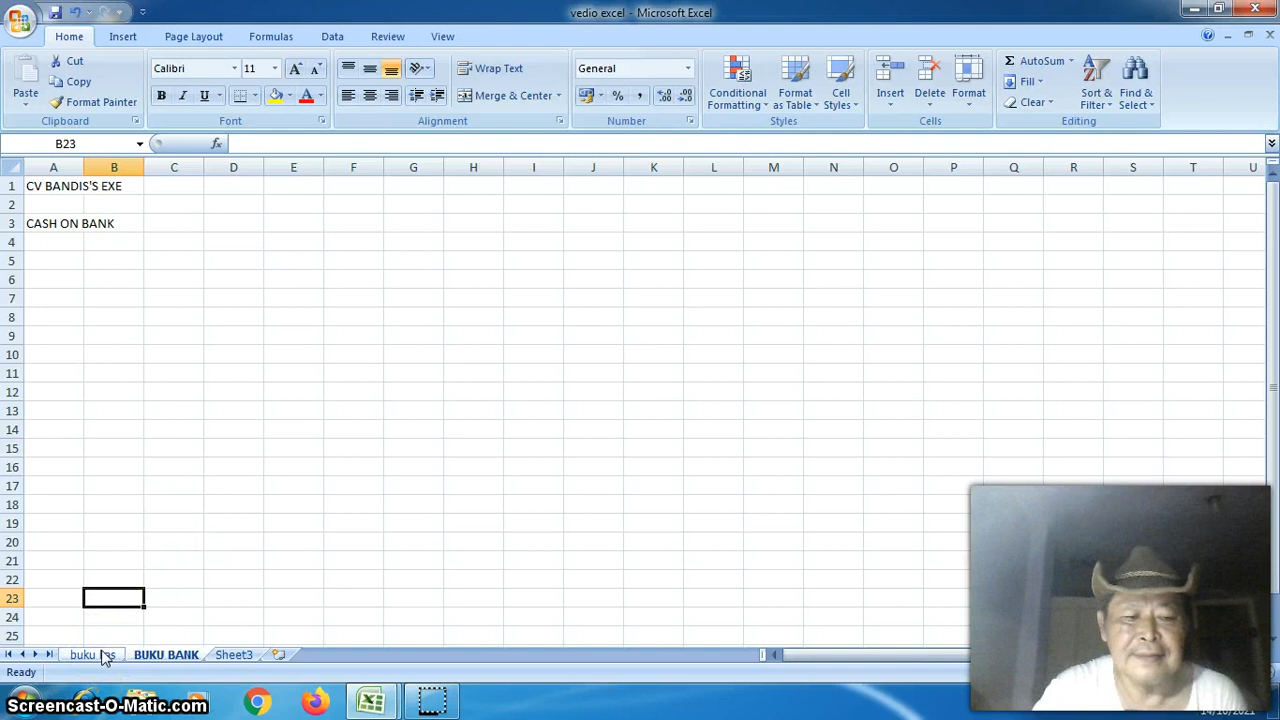 vedio excel - Microsoft Excel
Home Insert Page Layout Formulas Data Review View
Paste
Cut
Copy
Format Painter
Clipboard
Calibri 11
B I U
Font
Wrap Text
Merge & Center
Alignment
General
% ,
Number
Conditional Formatting
Format as Table
Cell Styles
Styles
Insert Delete Format
Cells
Σ AutoSum
Fill
Clear
Sort & Filter
Find & Select
Editing
B23 fx
A B C D E F G H I J K L M N O P Q R S T U
1 CV BANDIS'S EXE
2
3 CASH ON BANK
4
5
6
7
8
9
10
11
12
13
14
15
16
17
18
19
20
21
22
23
24
25
buku BUKU BANK Sheet3
Ready
Screencast-O-Matic.com
14/10/2021